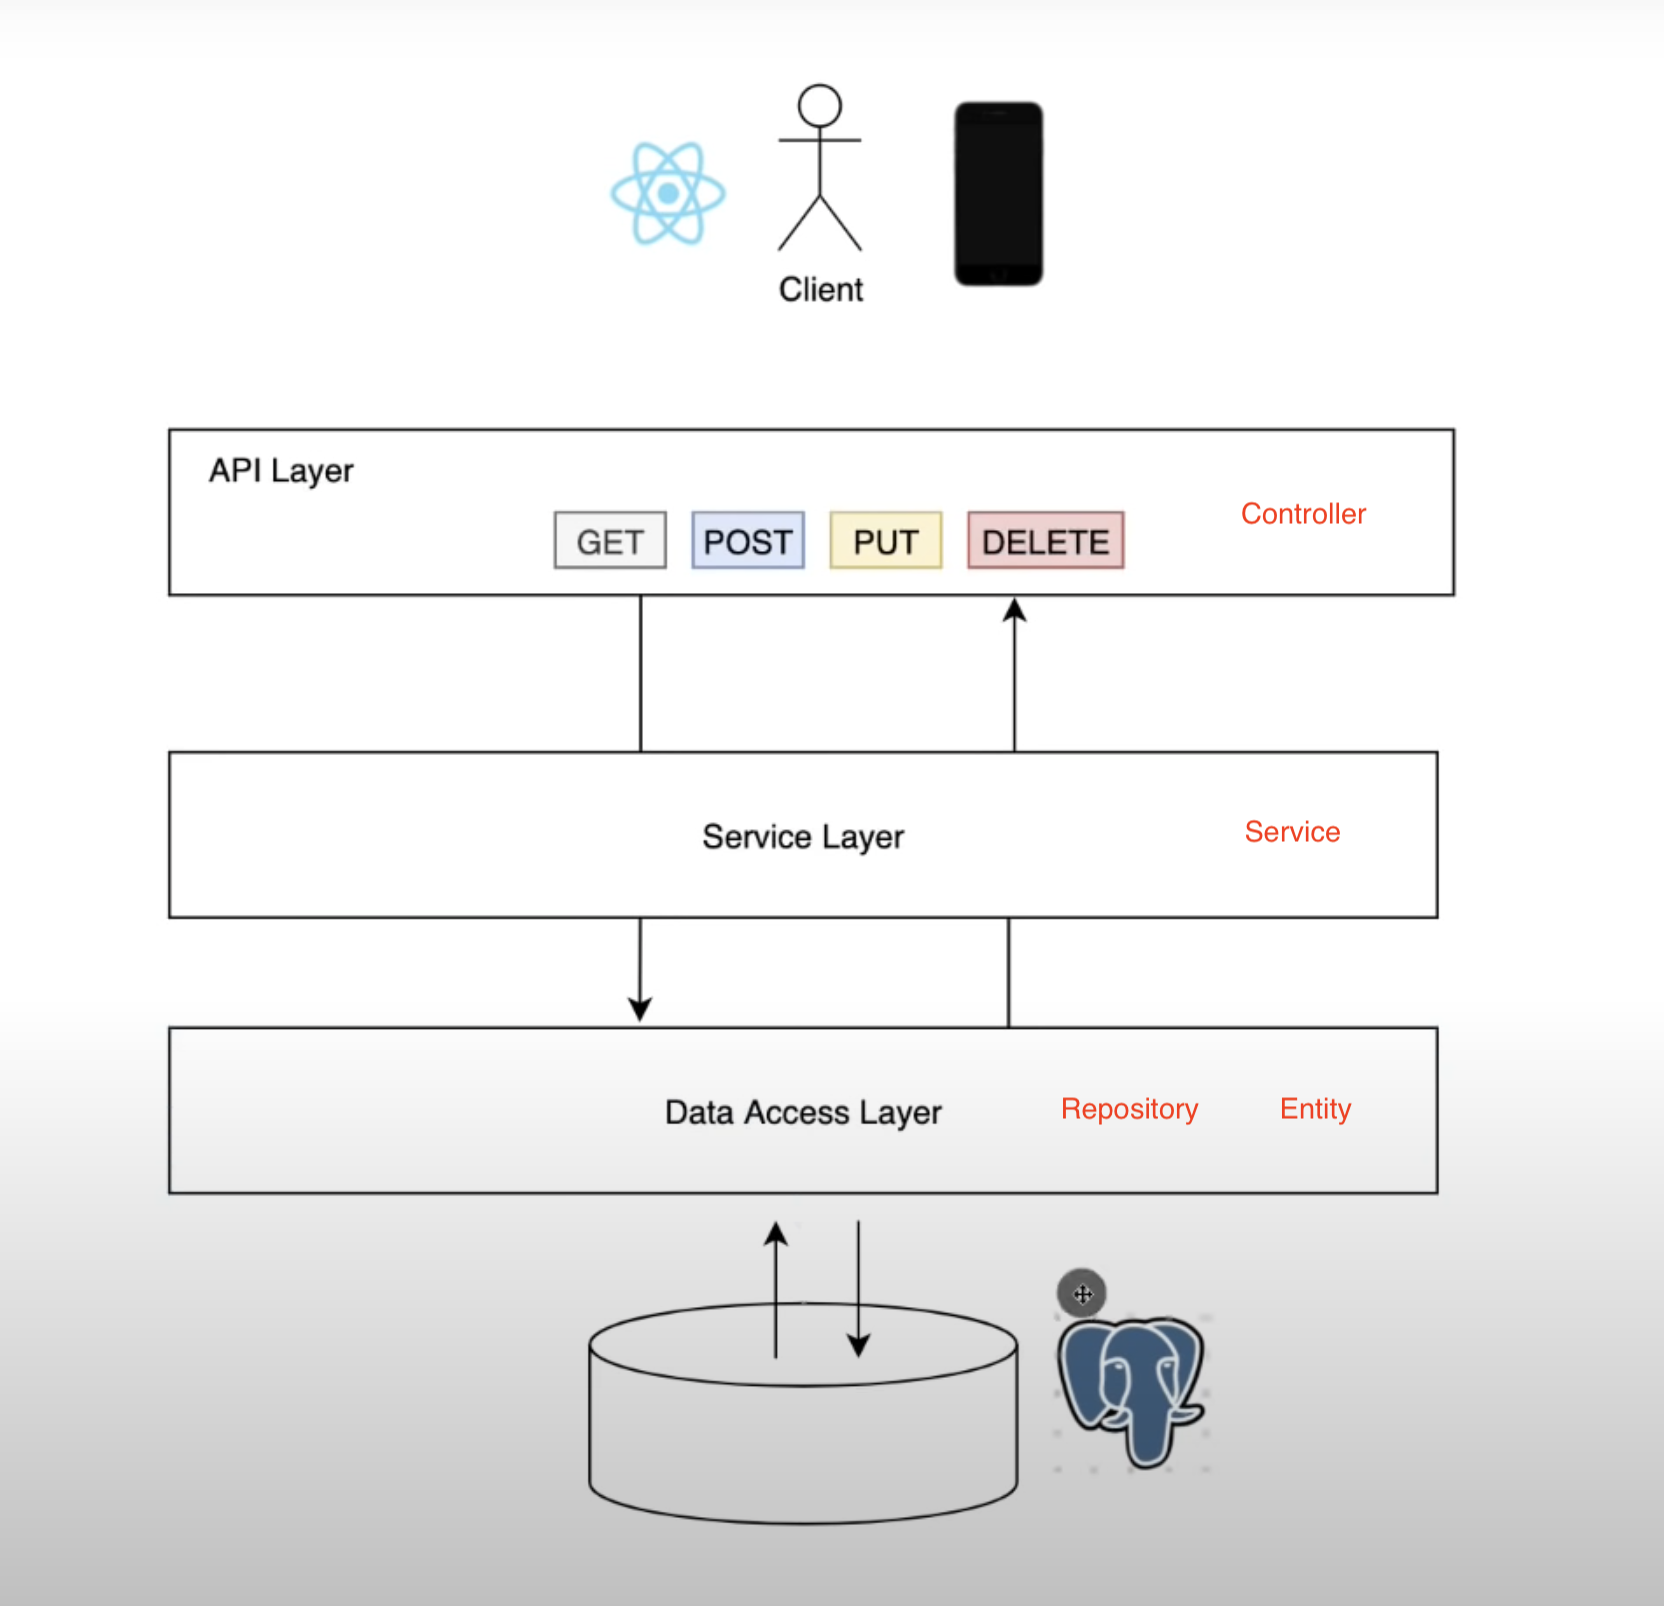 Client
API Layer
Controller
GET POST PUT DELETE
Service Layer Service
Data Access Layer Repository Entity